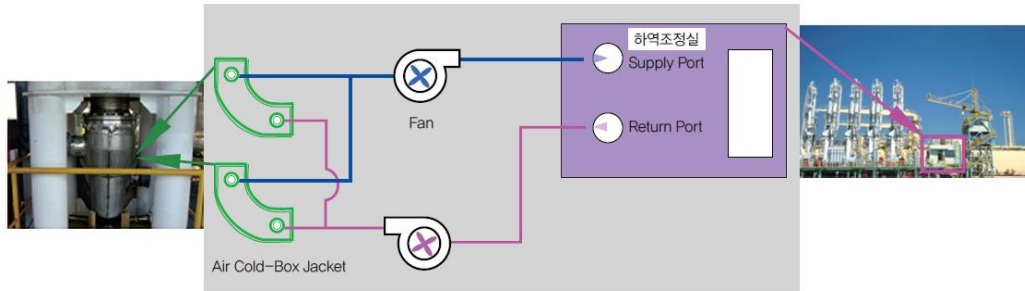 하역조정실
Supply Port
Fan
Return Port
Air Cold-Box Jacket